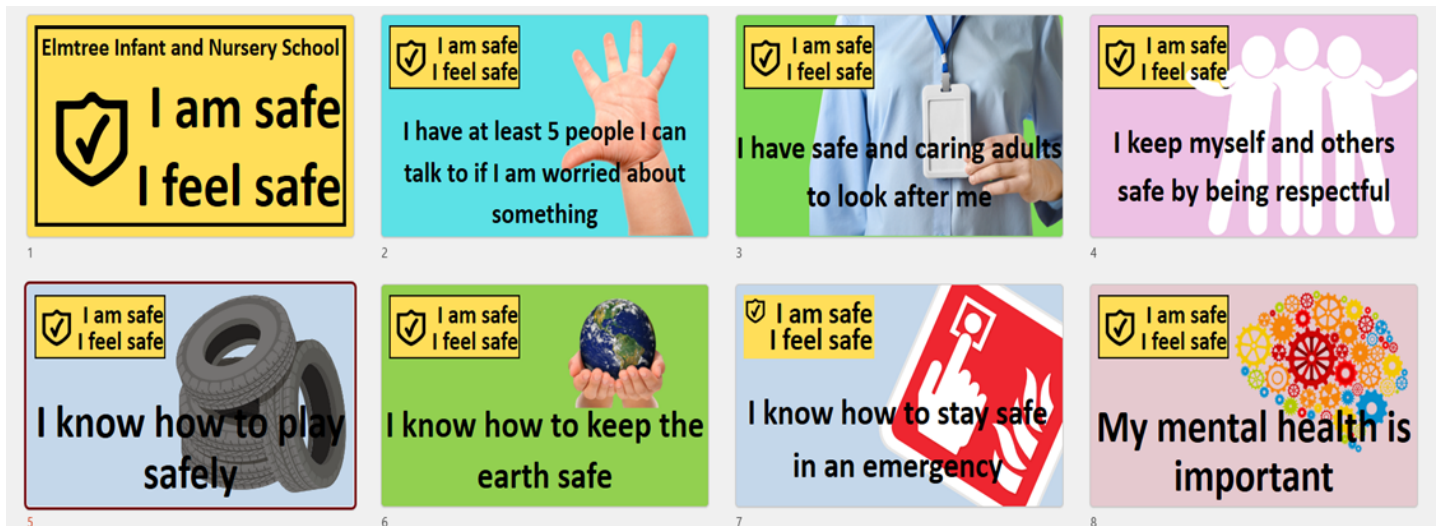 Elmtree Infant and Nursery School
I am safe
I feel safe
1
I am safe
I feel safe
I have at least 5 people I can
talk to if I am worried about
something
2
I am safe
I feel safe
I have safe and caring adults
to look after me
3
I am safe
I feel safe
I keep myself and others
safe by being respectful
4
I am safe
I feel safe
I know how to play
safely
5
I am safe
I feel safe
I know how to keep the
earth safe
6
I am safe
I feel safe
I know how to stay safe
in an emergency
7
I am safe
I feel safe
My mental health is
important
8